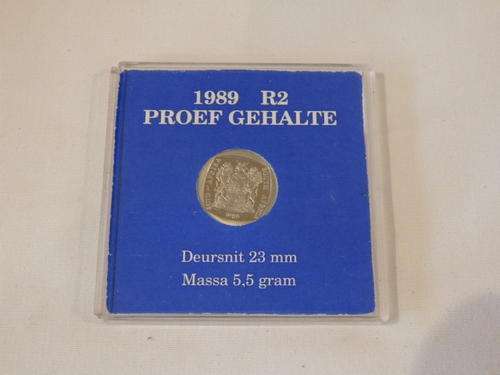 1989 R2
PROEF GEHALTE
Deursnit 23 mm
Massa 5,5 gram